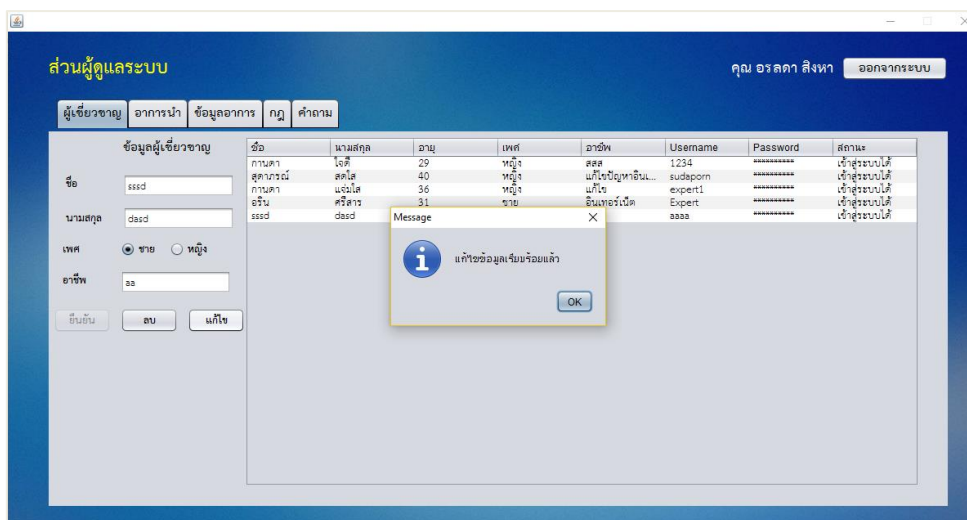 ส่วนผู้ดูแลระบบ
คุณ อรลดา สิงหา ออกจากระบบ
ผู้เชี่ยวชาญ อาการนำ ข้อมูลอาการ กฎ คำถาม
ข้อมูลผู้เชี่ยวชาญ
ชื่อ sssd
นามสกุล dasd
เพศ ชาย หญิง
อาชีพ aa
ยืนยัน ลบ แก้ไข
ชื่อ นามสกุล อายุ เพศ อาชีพ Username Password สถานะ
กานดา ใจดี 29 หญิง สสส 1234 ********** เข้าสู่ระบบได้
สุดาภรณ์ สดใส 40 หญิง แก้ไขปัญหาอินเ... sudaporn ********** เข้าสู่ระบบได้
กานดา แจ่มใส 36 หญิง แก้ไข expert1 ********** เข้าสู่ระบบได้
อริน ศรีสาร 31 ชาย อินเทอร์เน็ต Expert ********** เข้าสู่ระบบได้
sssd dasd aaaa ********** เข้าสู่ระบบได้
Message
แก้ไขข้อมูลเรียบร้อยแล้ว
OK